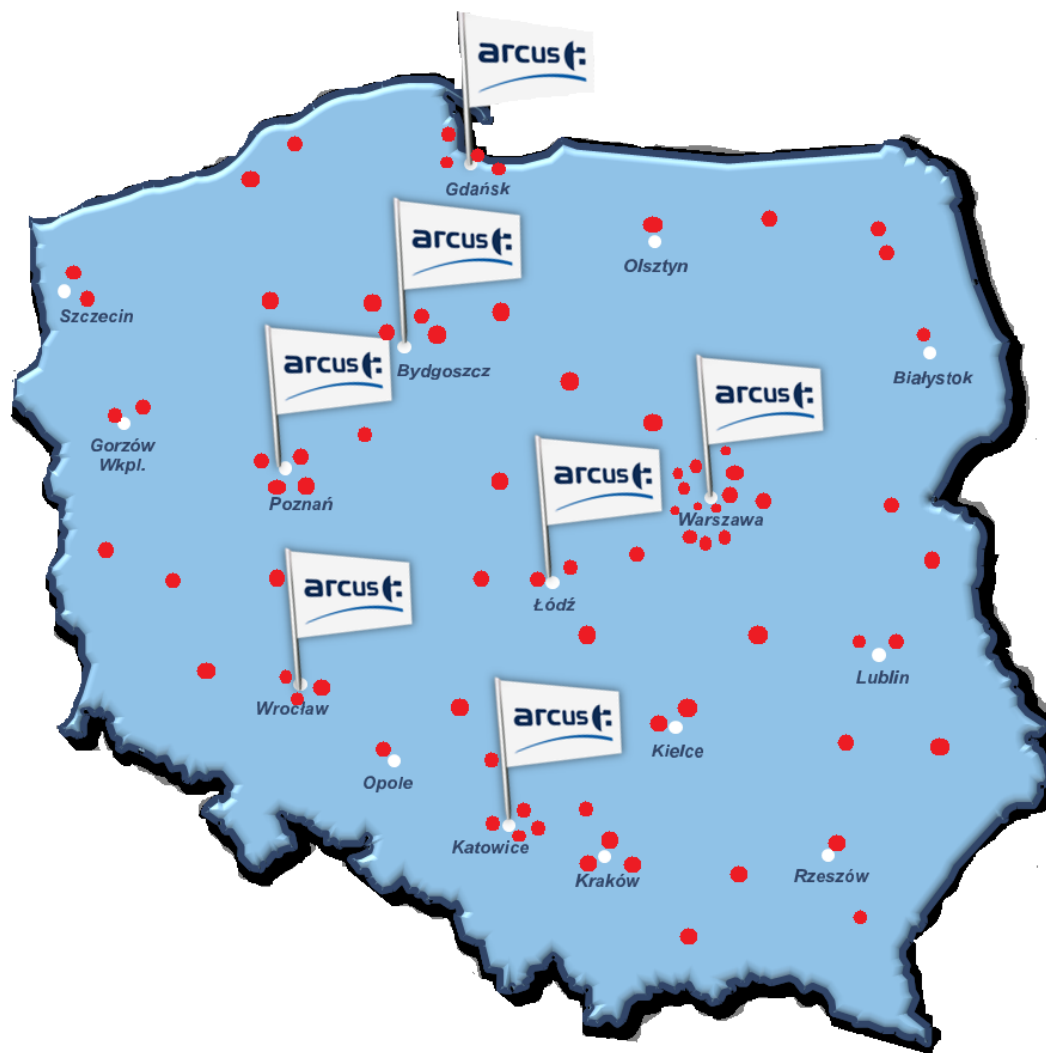 arcus
Gdańsk
arcus
Olsztyn
Szczecin
Bydgoszcz
Białystok
arcus
arcus
Gorzów
Wkpl.
Poznań
arcus
Warszawa
arcus
Łódź
Wrocław
Lublin
arcus
Kielce
Opole
Katowice
Kraków
Rzeszów